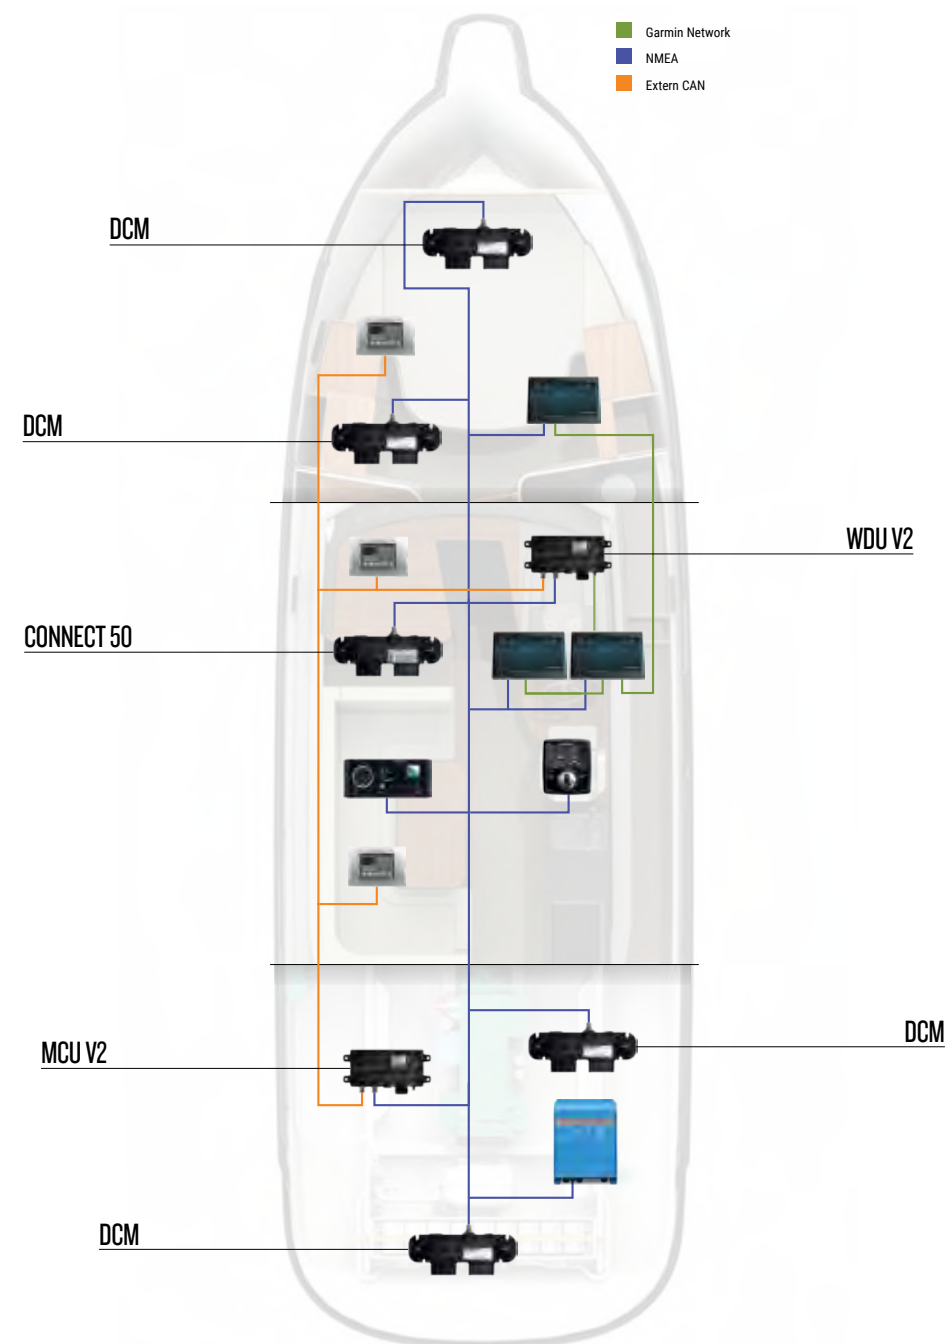 Garmin Network
NMEA
Extern CAN
DCM
DCM
WDU V2
CONNECT 50
DCM
MCU V2
DCM